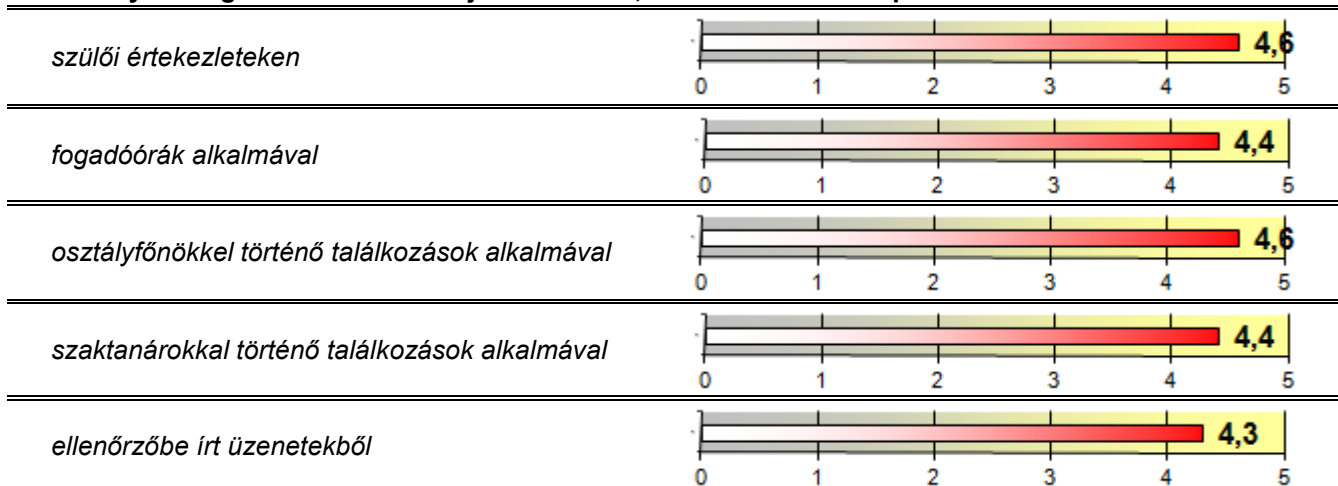 szülői értekezleteken
4,6
0 1 2 3 4 5
fogadóórák alkalmával
4,4
0 1 2 3 4 5
osztályfőnökkel történő találkozások alkalmával
4,6
0 1 2 3 4 5
szaktanárokkal történő találkozások alkalmával
4,4
0 1 2 3 4 5
ellenőrzőbe írt üzenetekből
4,3
0 1 2 3 4 5